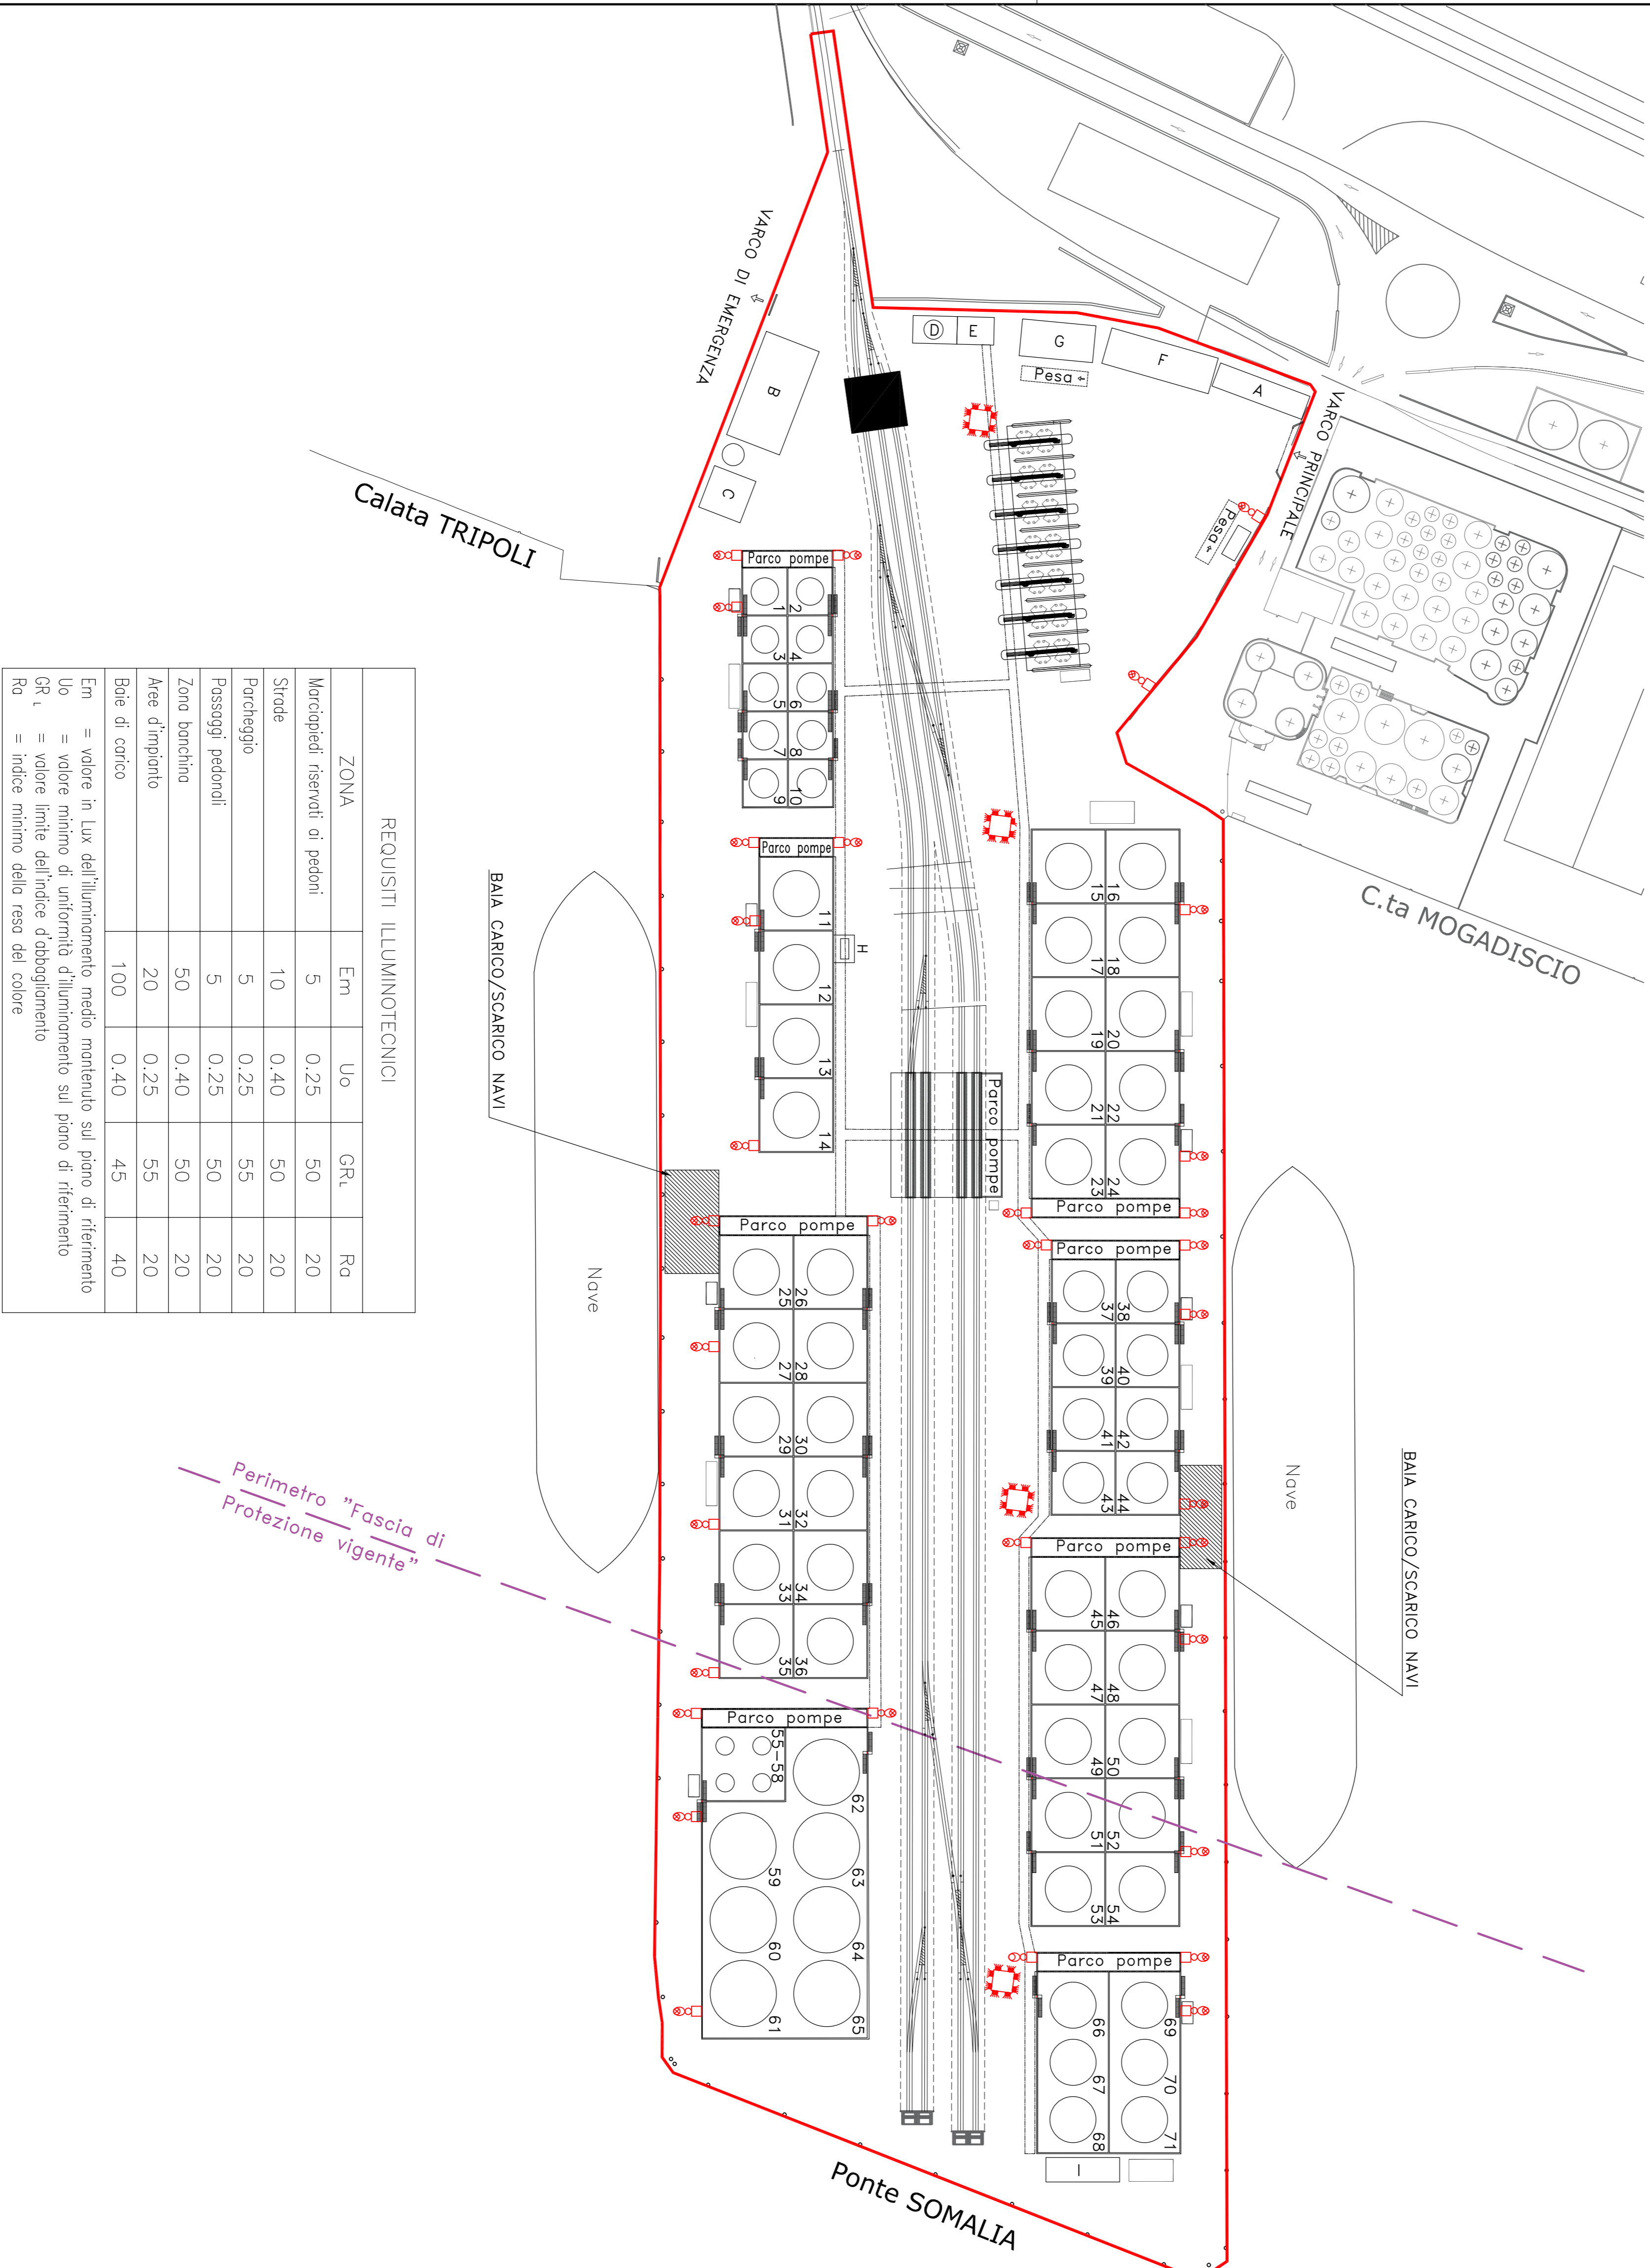 VARCO DI EMERGENZA
VARCO PRINCIPALE
D
E
G
F
A
Pesa
Pesa
B
C
Calata TRIPOLI
C.ta MOGADISCIO
Parco pompe
1
2
3
4
5
6
7
8
9
10
Parco pompe
11
12
13
14
H
15
16
17
18
19
20
21
22
23
24
Parco pompe
Parco pompe
Parco pompe
25
26
27
28
29
30
31
32
33
34
35
36
Parco pompe
37
38
39
40
41
42
43
44
Parco pompe
45
46
47
48
49
50
51
52
53
54
Parco pompe
55-58
62
59
63
60
64
61
65
Parco pompe
66
69
67
70
68
71
I
BAIA CARICO/SCARICO NAVI
Nave
BAIA CARICO/SCARICO NAVI
Nave
Perimetro "Fascia di
Protezione vigente"
Ponte SOMALIA
REQUISITI ILLUMINOTECNICI
ZONA Em Uo GRL Ra
Marciapiedi riservati ai pedoni 5 0.25 50 20
Strade 10 0.40 50 20
Parcheggio 5 0.25 55 20
Passaggi pedonali 5 0.25 50 20
Zona banchina 50 0.40 50 20
Aree d'impianto 20 0.25 55 20
Baie di carico 100 0.40 45 40
Em = valore in Lux dell'illuminamento medio mantenuto sul piano di riferimento
Uo = valore minimo di uniformità d'illuminamento sul piano di riferimento
GRL = valore limite dell'indice d'abbagliamento
Ra = indice minimo della resa del colore